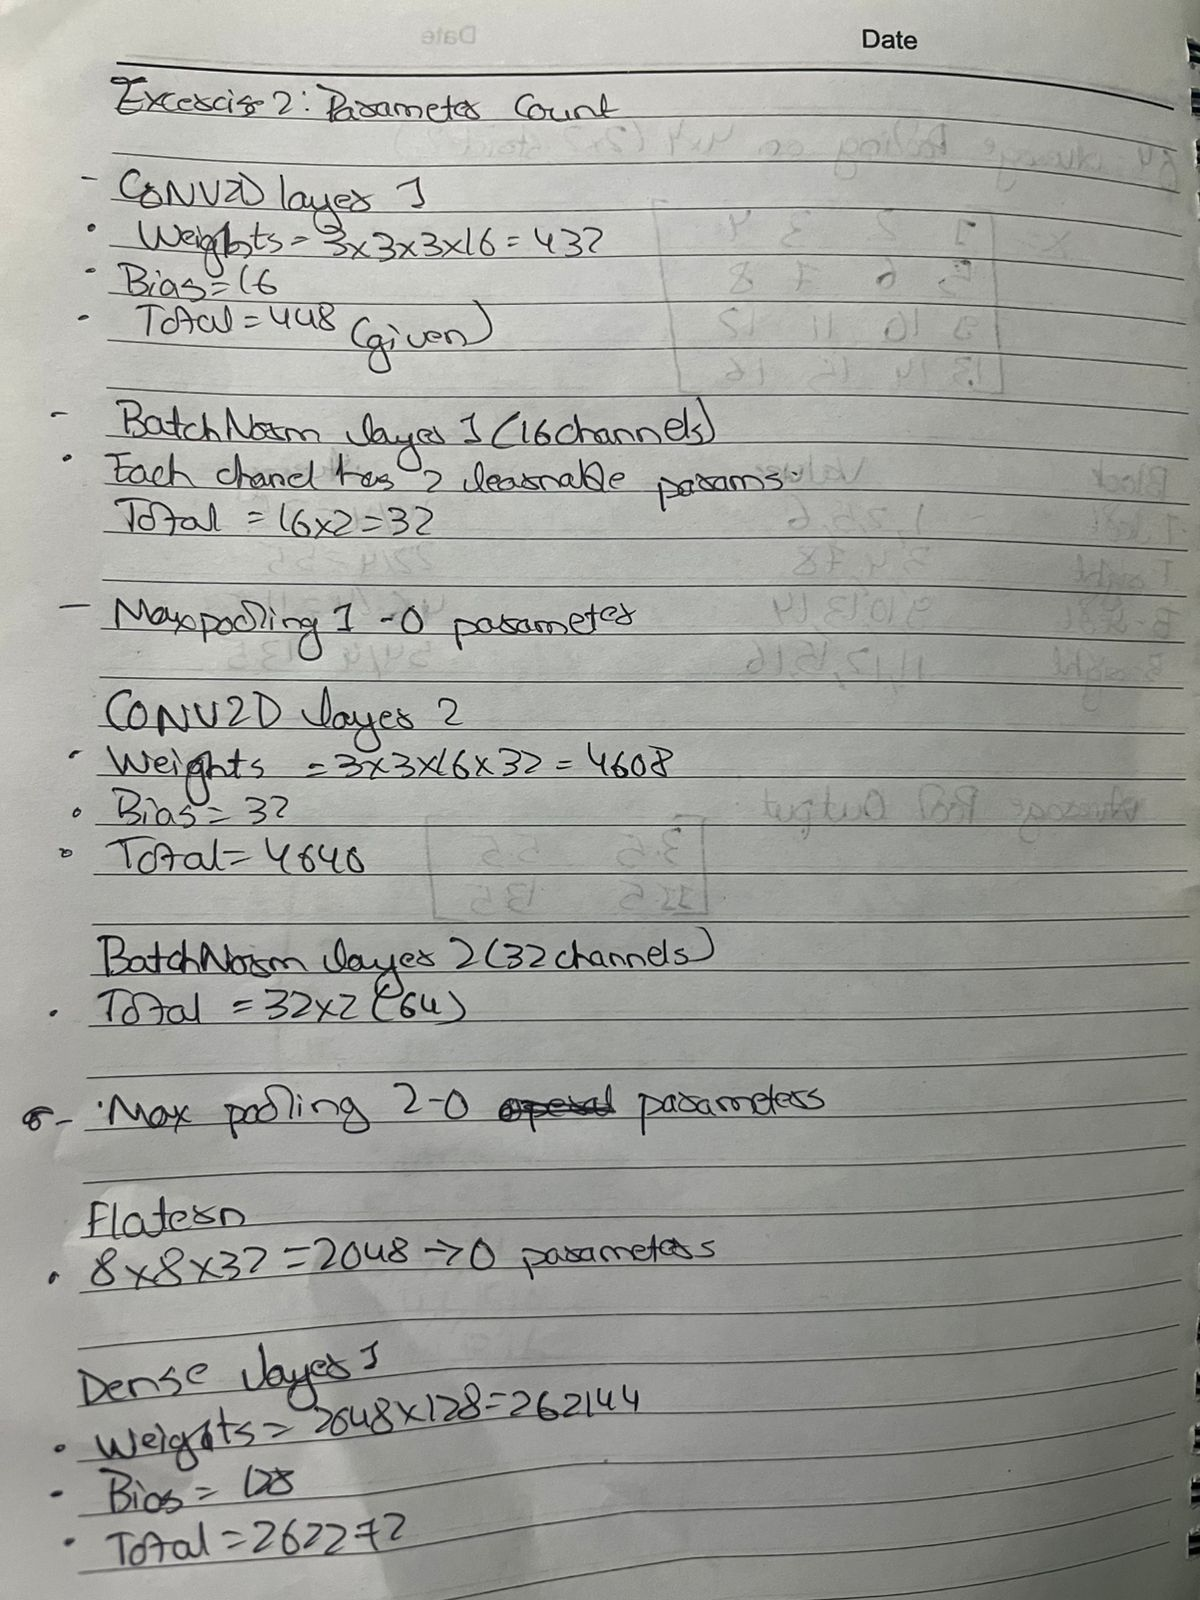 Date
Excercise 2: Parameter Count
- CONV2D layer 1
• Weights = 3x3x3x16 = 432
• Bias = 16
• Total = 448 (given)
- BatchNorm layer 1 (16 channels)
• Each chanel has 2 learnable params.
Total = 16x2 = 32
- Maxpooling 1 - 0 parameter
CONV2D layer 2
• Weights = 3x3x16x32 = 4608
• Bias = 32
• Total = 4640
BatchNorm layer 2 (32 channels)
• Total = 32x2 (64)
- Max pooling 2 - 0 parameters
Flatern
• 8x8x32 = 2048 → 0 parameters
Dense layer 1
• Weights = 2048x128 = 262144
• Bias = 128
• Total = 262272